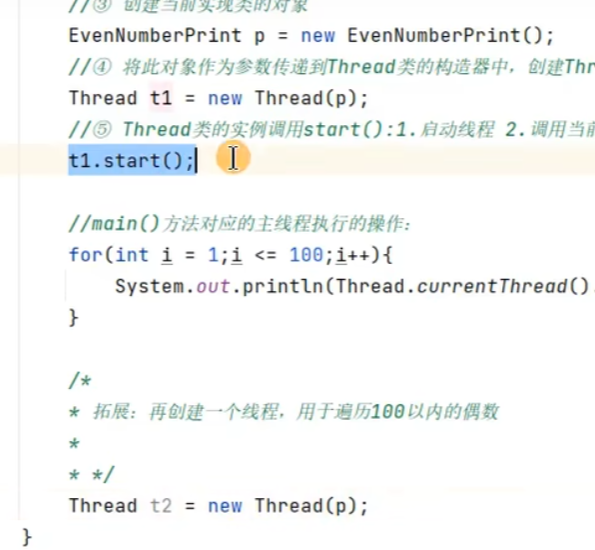 //③ 创建当前实现类的对象
EvenNumberPrint p = new EvenNumberPrint();
//④ 将此对象作为参数传递到Thread类的构造器中，创建Thr
Thread t1 = new Thread(p);
//⑤ Thread类的实例调用start():1.启动线程 2.调用当前
t1.start();
//main()方法对应的主线程执行的操作:
for(int i = 1;i <= 100;i++){
System.out.println(Thread.currentThread().
}
/*
* 拓展：再创建一个线程，用于遍历100以内的偶数
*
* */
Thread t2 = new Thread(p);
}